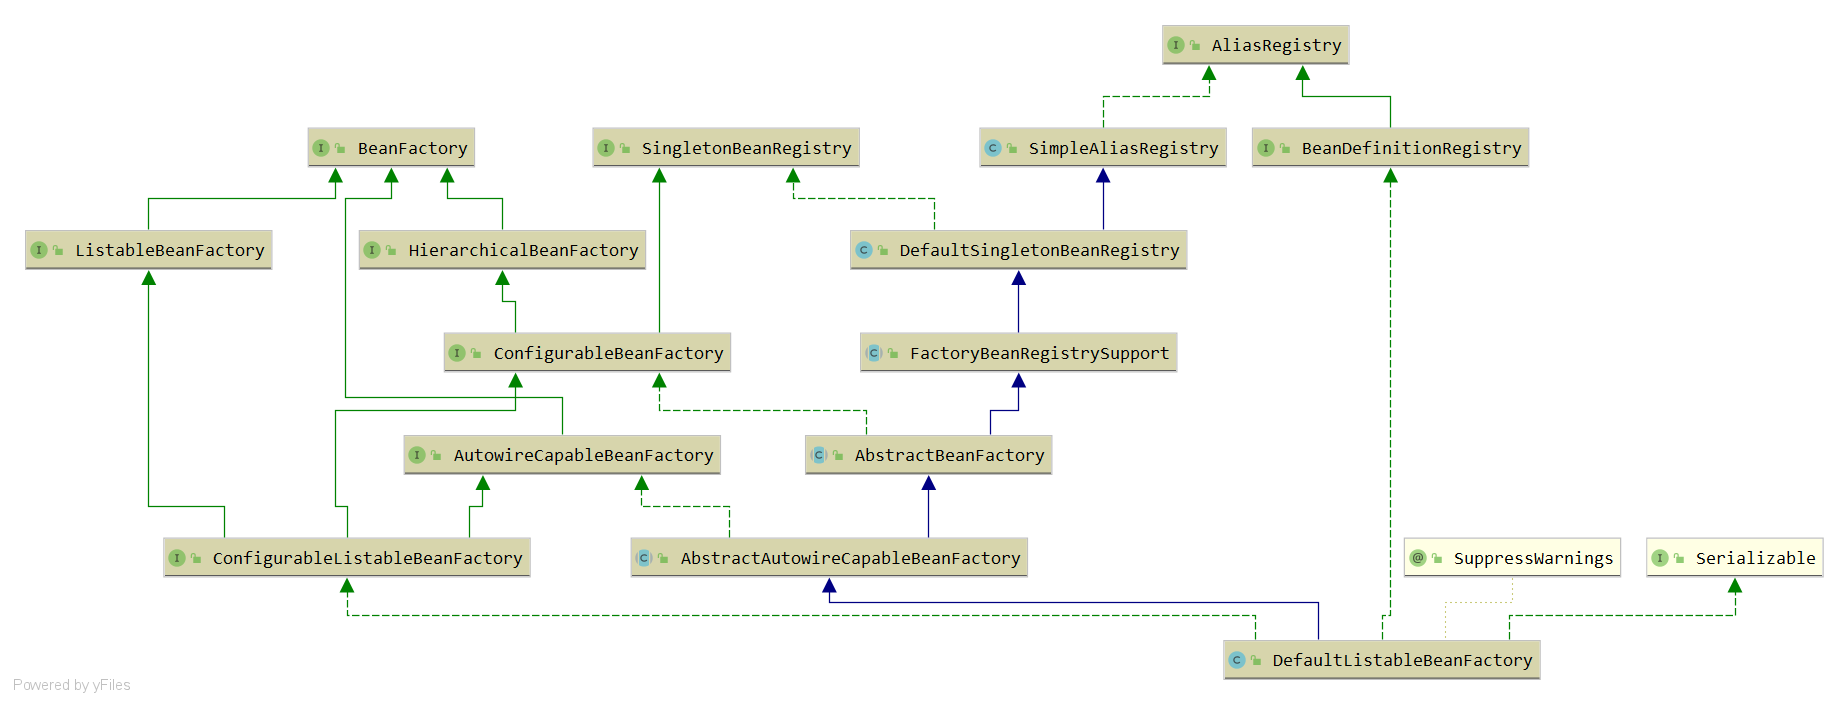 AliasRegistry
BeanFactory
SingletonBeanRegistry
SimpleAliasRegistry
BeanDefinitionRegistry
ListableBeanFactory
HierarchicalBeanFactory
DefaultSingletonBeanRegistry
ConfigurableBeanFactory
FactoryBeanRegistrySupport
AutowireCapableBeanFactory
AbstractBeanFactory
ConfigurableListableBeanFactory
AbstractAutowireCapableBeanFactory
SuppressWarnings
Serializable
DefaultListableBeanFactory
Powered by yFiles